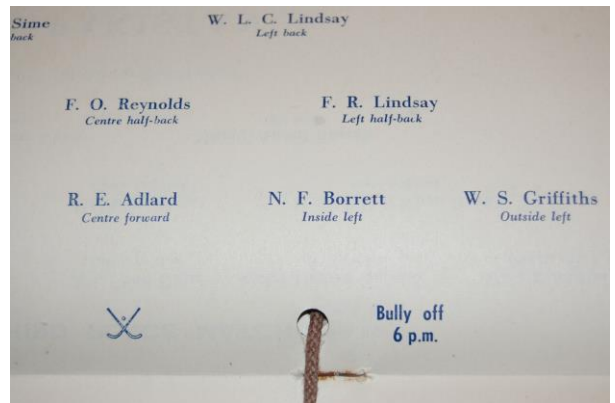 Sime
back
W. L. C. Lindsay
Left back
F. O. Reynolds
Centre half-back
F. R. Lindsay
Left half-back
R. E. Adlard
Centre forward
N. F. Borrett
Inside left
W. S. Griffiths
Outside left
Bully off
6 p.m.